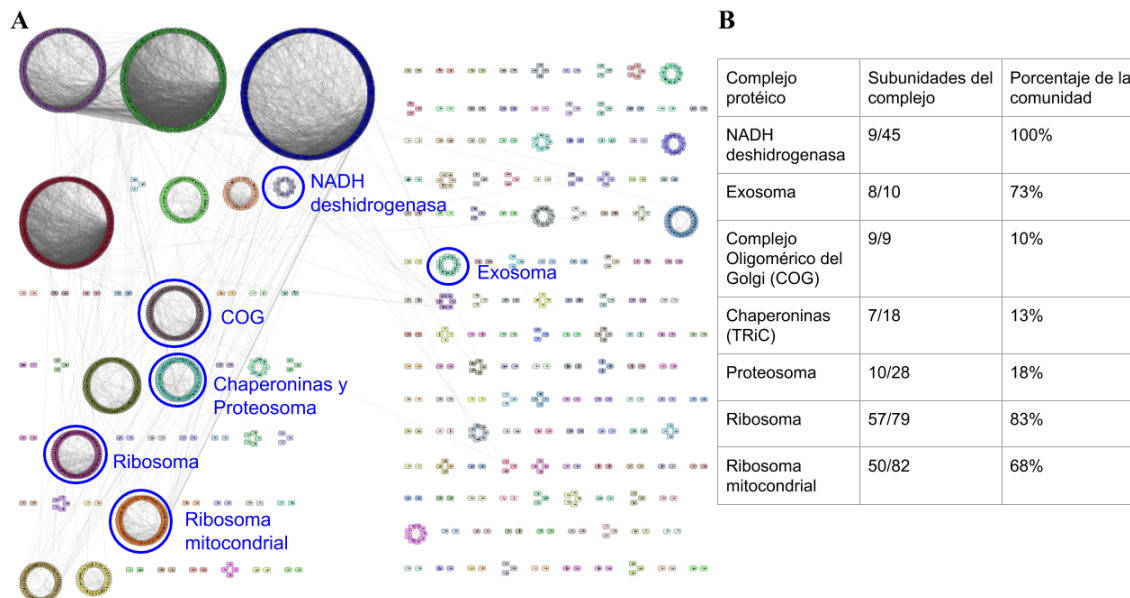 A
NADH
deshidrogenasa
Exosoma
COG
Chaperoninas y
Proteosoma
Ribosoma
Ribosoma
mitocondrial
B
Complejo
protéico
Subunidades del
complejo
Porcentaje de la
comunidad
NADH
deshidrogenasa
9/45
100%
Exosoma
8/10
73%
Complejo
Oligomérico del
Golgi (COG)
9/9
10%
Chaperoninas
(TRiC)
7/18
13%
Proteosoma
10/28
18%
Ribosoma
57/79
83%
Ribosoma
mitocondrial
50/82
68%